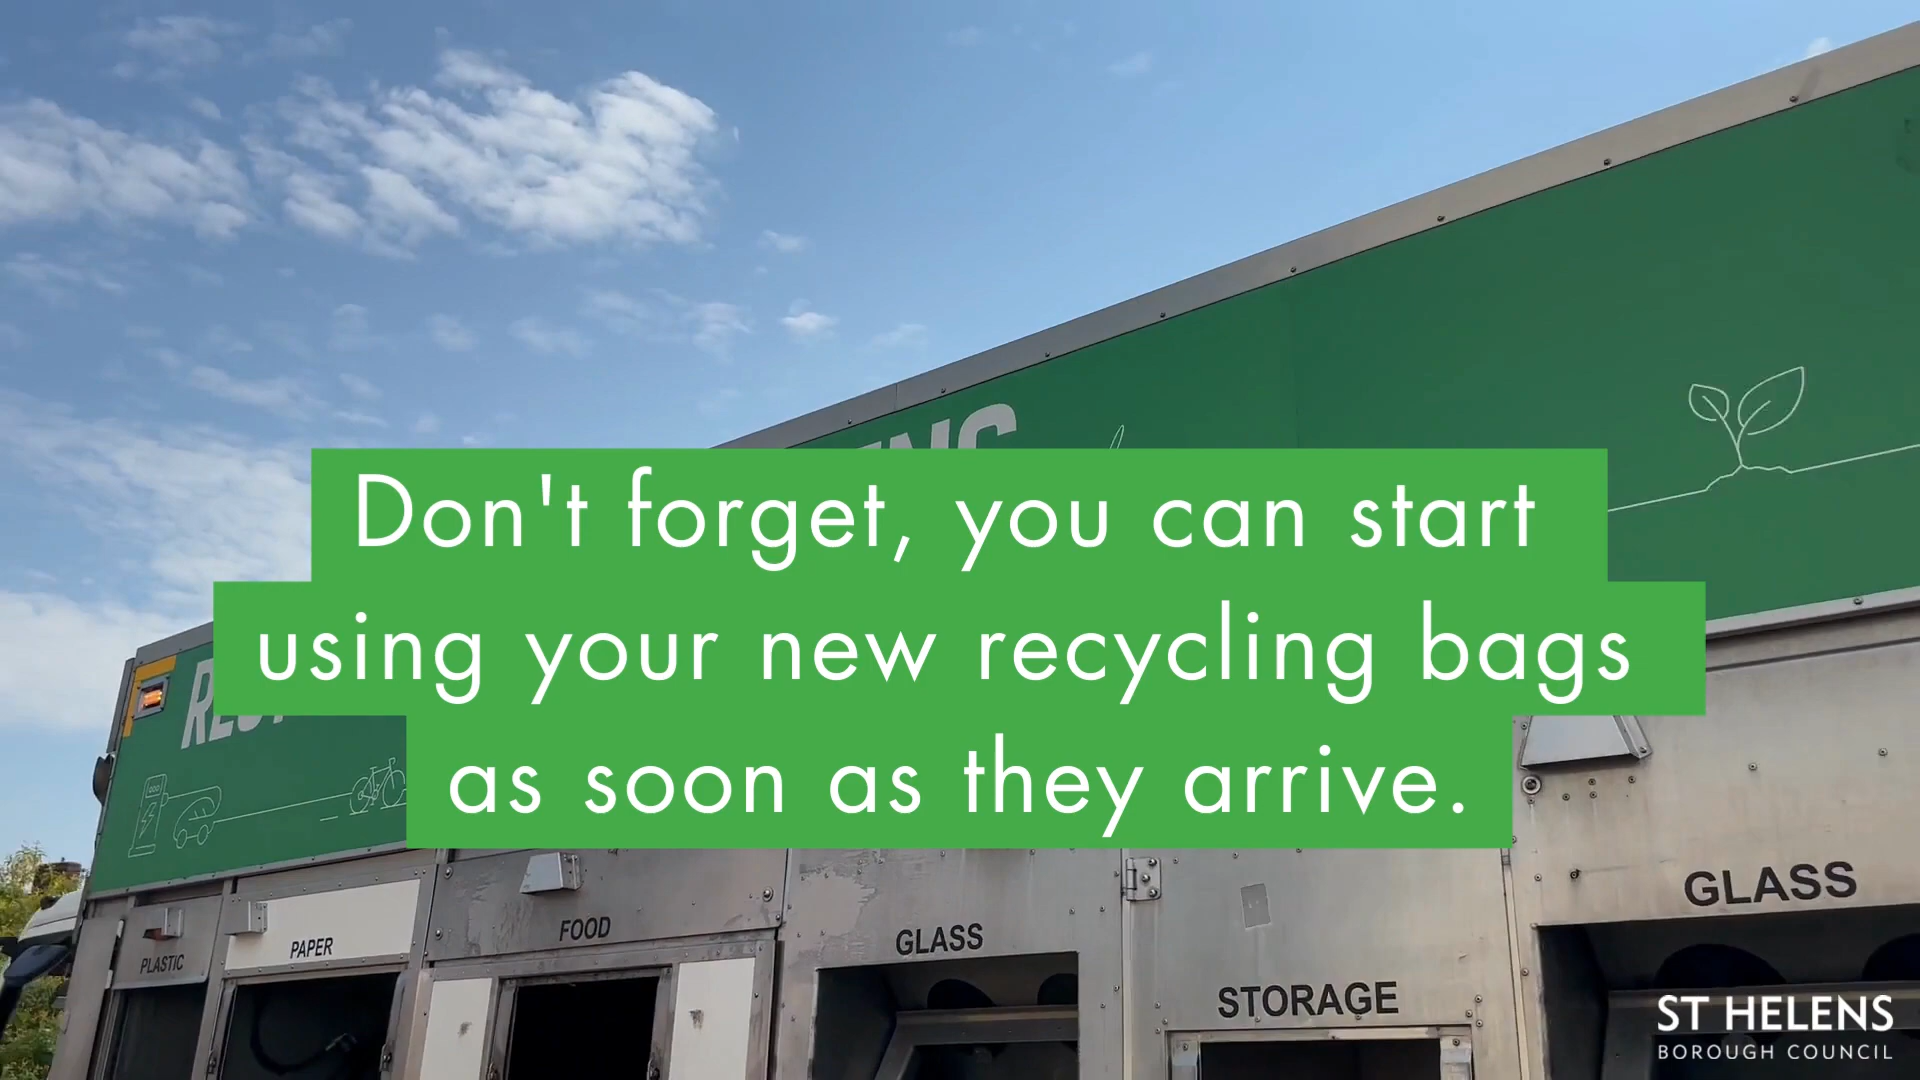 Don't forget, you can start
using your new recycling bags
as soon as they arrive.
PLASTIC
PAPER
FOOD
GLASS
STORAGE
GLASS
ST HELENS
BOROUGH COUNCIL